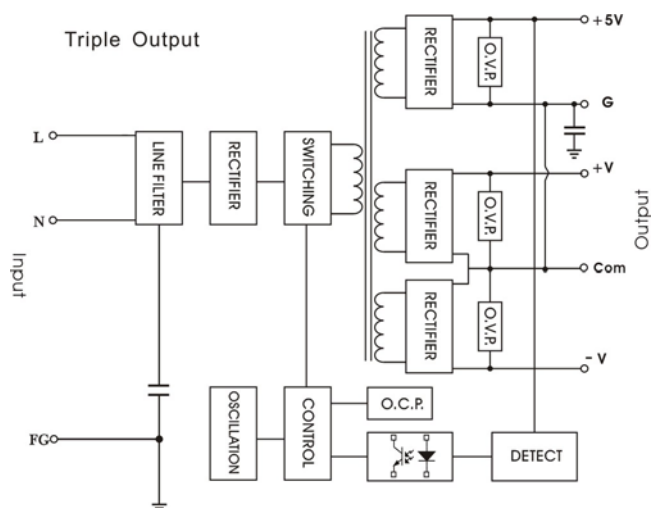 Triple Output
+5V
O.V.P.
RECTIFIER
G
L
LINE FILTER
RECTIFIER
SWITCHING
+V
RECTIFIER
O.V.P.
Output
N
Input
Com
RECTIFIER
O.V.P.
- V
OSCILLATION
CONTROL
O.C.P.
FG
DETECT